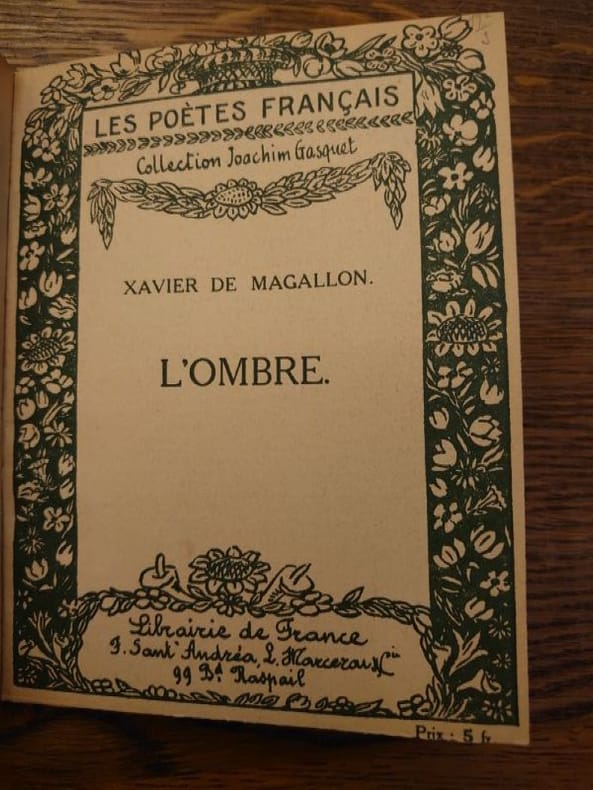 LES POÈTES FRANÇAIS
Collection Joachim Gasquet
XAVIER DE MAGALLON.
L'OMBRE.
Librairie de France
F. Sant' Andréa, L. Marcerou & Cie
99 Bd Raspail
Prix : 5 fr